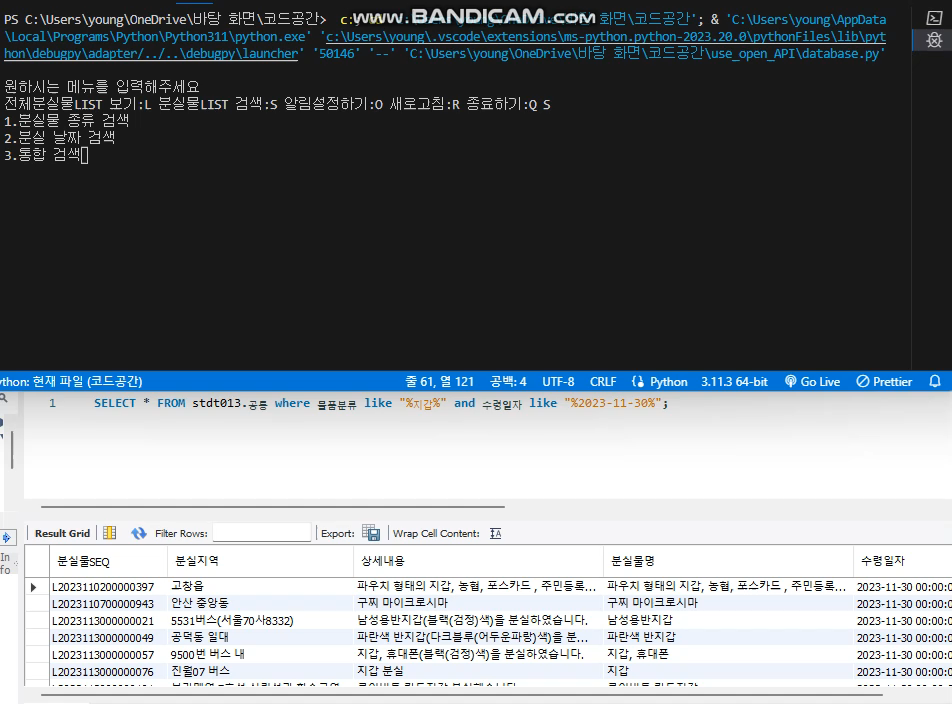 PS C:\Users\young\OneDrive\바탕 화면\코드공간> c:
www.BANDICAM.com
화면\코드공간'; & 'C:\Users\young\AppData
\Local\Programs\Python\Python311\python.exe' 'c:\Users\young\.vscode\extensions\ms-python.python-2023.20.0\pythonFiles\lib\pyt
hon\debugpy\adapter/../..\debugpy\launcher' '50146' '--' 'C:\Users\young\OneDrive\바탕 화면\코드공간\use_open_API\database.py'
원하시는 메뉴를 입력해주세요
전체분실물LIST 보기:L 분실물LIST 검색:S 알림설정하기:O 새로고침:R 종료하기:Q S
1.분실물 종류 검색
2.분실 날짜 검색
3.통합 검색
ython: 현재 파일 (코드공간) 줄 61, 열 121 공백: 4 UTF-8 CRLF Python 3.11.3 64-bit Go Live Prettier
1 SELECT * FROM stdt013.공통 where 물품분류 like "%지갑%" and 수령일자 like "%2023-11-30%";
Result Grid Filter Rows: Export: Wrap Cell Content:
In
fo
분실물SEQ 분실지역 상세내용 분실물명 수령일자
L2023110200000397 고창읍 파우치 형태의 지갑, 농협, 포스카드 , 주민등록... 파우치 형태의 지갑, 농협, 포스카드 , 주민등록... 2023-11-30 00:00:0
L2023110700000943 안산 중앙동 구찌 마이크로시마 구찌 마이크로시마 2023-11-30 00:00:0
L2023113000000021 5531버스(서울70사8332) 남성용반지갑(블랙(검정)색)을 분실하였습니다. 남성용반지갑 2023-11-30 00:00:0
L2023113000000049 공덕동 일대 파란색 반지갑(다크블루(어두운파랑)색)을 분... 파란색 반지갑 2023-11-30 00:00:0
L2023113000000057 9500번 버스 내 지갑, 휴대폰(블랙(검정)색)을 분실하였습니다. 지갑, 휴대폰 2023-11-30 00:00:0
L2023113000000076 진월07 버스 지갑 분실 지갑 2023-11-30 00:00:0